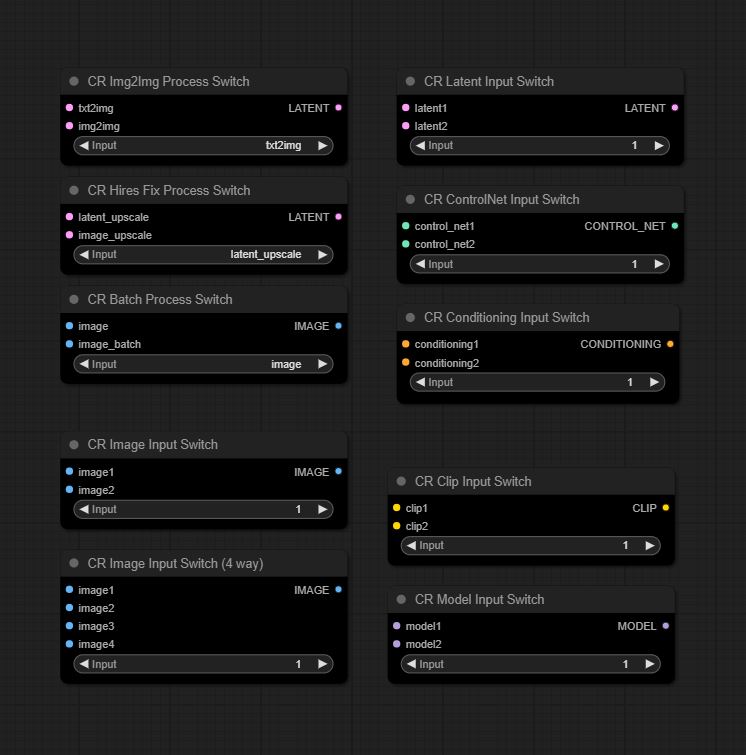 CR Img2Img Process Switch
txt2img LATENT
img2img
Input txt2img
CR Hires Fix Process Switch
latent_upscale LATENT
image_upscale
Input latent_upscale
CR Batch Process Switch
image IMAGE
image_batch
Input image
CR Image Input Switch
image1 IMAGE
image2
Input 1
CR Image Input Switch (4 way)
image1 IMAGE
image2
image3
image4
Input 1
CR Latent Input Switch
latent1 LATENT
latent2
Input 1
CR ControlNet Input Switch
control_net1 CONTROL_NET
control_net2
Input 1
CR Conditioning Input Switch
conditioning1 CONDITIONING
conditioning2
Input 1
CR Clip Input Switch
clip1 CLIP
clip2
Input 1
CR Model Input Switch
model1 MODEL
model2
Input 1